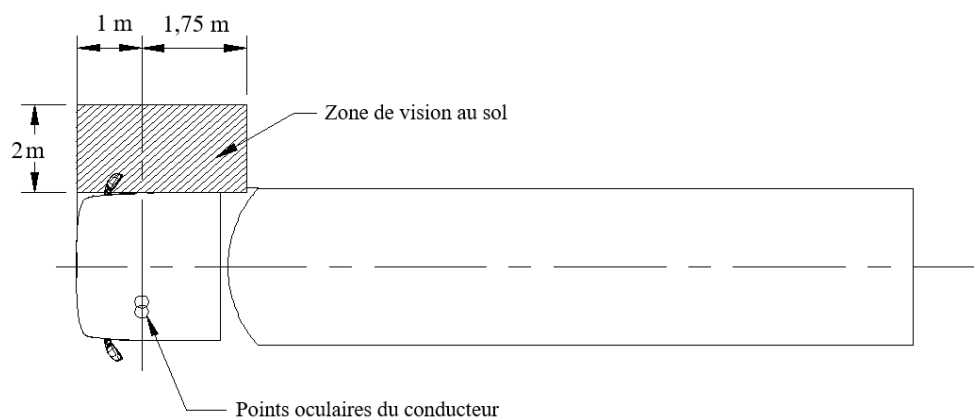 1 m
1,75 m
Zone de vision au sol
2 m
Points oculaires du conducteur